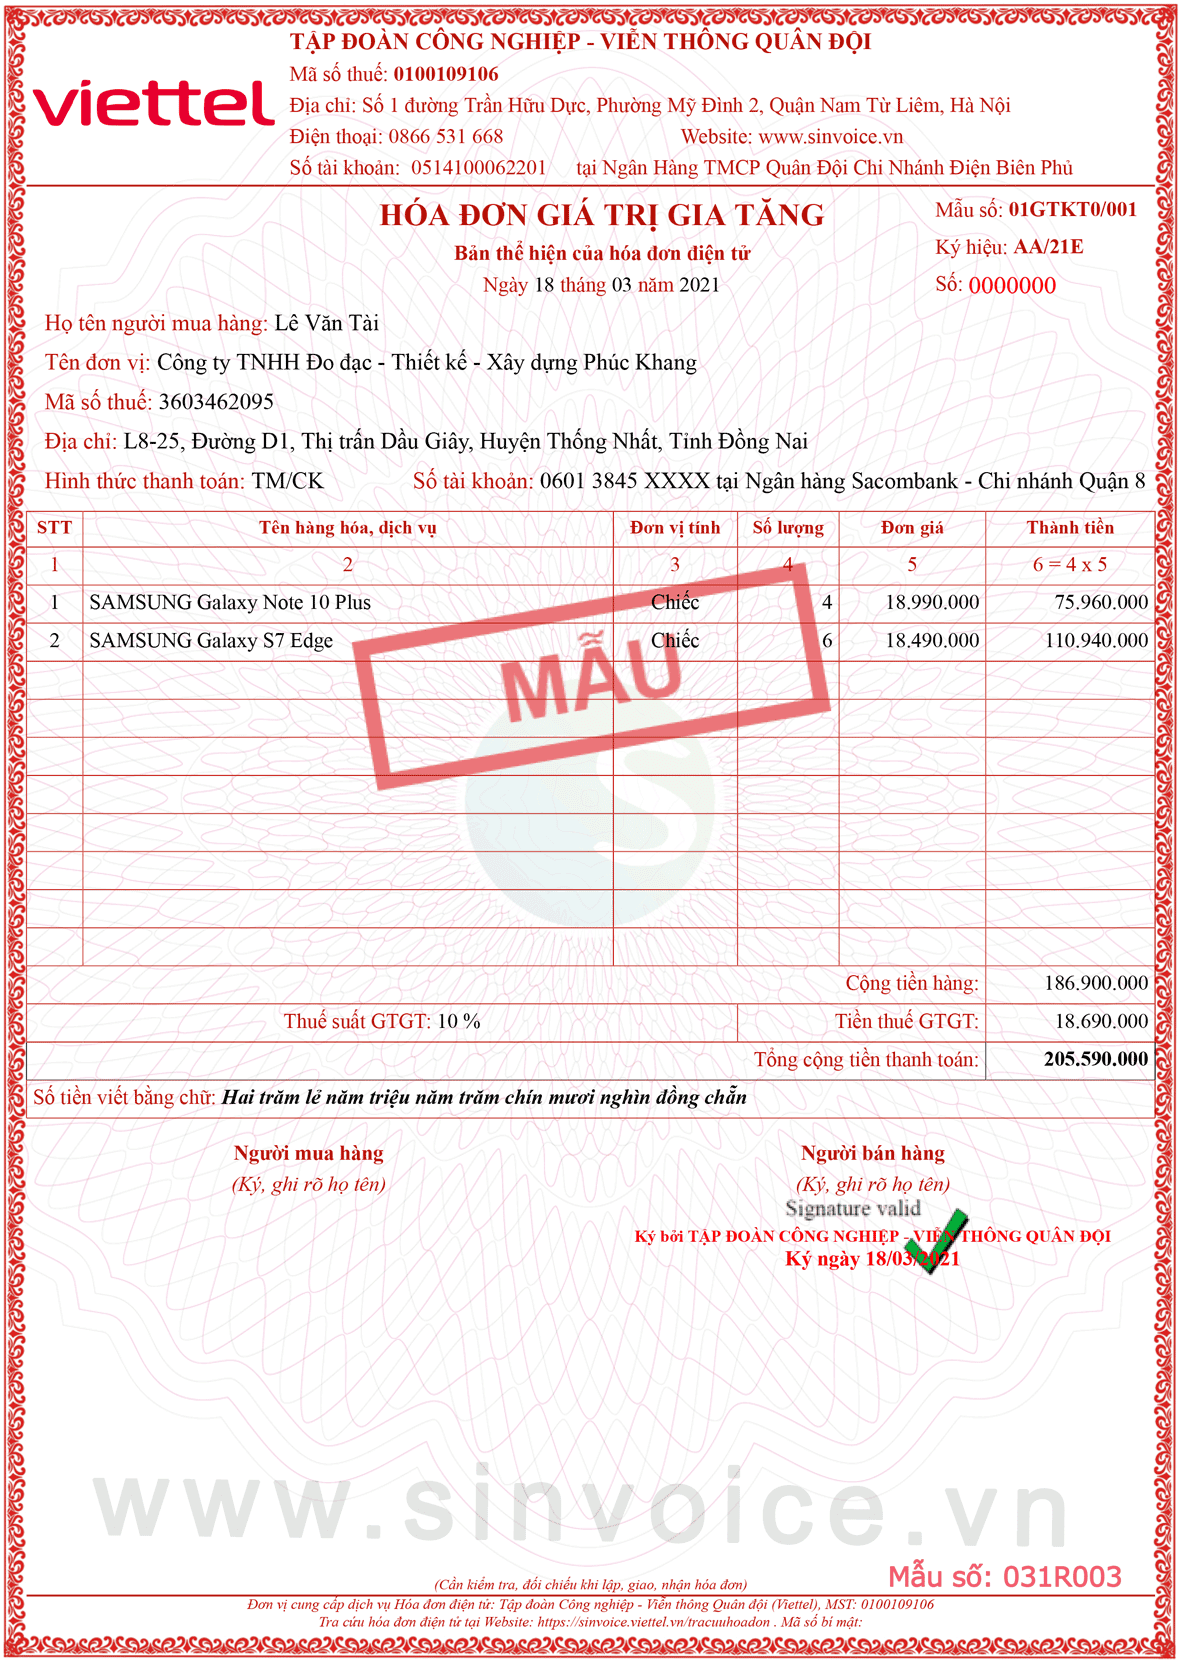 TẬP ĐOÀN CÔNG NGHIỆP - VIỄN THÔNG QUÂN ĐỘI
viettel
Mã số thuế: 0100109106
Địa chỉ: Số 1 đường Trần Hữu Dực, Phường Mỹ Đình 2, Quận Nam Từ Liêm, Hà Nội
Điện thoại: 0866 531 668 Website: www.sinvoice.vn
Số tài khoản: 0514100062201 tại Ngân Hàng TMCP Quân Đội Chi Nhánh Điện Biên Phủ
HÓA ĐƠN GIÁ TRỊ GIA TĂNG
Mẫu số: 01GTKT0/001
Bản thể hiện của hóa đơn điện tử
Ký hiệu: AA/21E
Ngày 18 tháng 03 năm 2021
Số: 0000000
Họ tên người mua hàng: Lê Văn Tài
Tên đơn vị: Công ty TNHH Đo đạc - Thiết kế - Xây dựng Phúc Khang
Mã số thuế: 3603462095
Địa chỉ: L8-25, Đường D1, Thị trấn Dầu Giây, Huyện Thống Nhất, Tỉnh Đồng Nai
Hình thức thanh toán: TM/CK Số tài khoản: 0601 3845 XXXX tại Ngân hàng Sacombank - Chi nhánh Quận 8
STT Tên hàng hóa, dịch vụ Đơn vị tính Số lượng Đơn giá Thành tiền
1 2 3 4 5 6 = 4 x 5
1 SAMSUNG Galaxy Note 10 Plus Chiếc 4 18.990.000 75.960.000
2 SAMSUNG Galaxy S7 Edge Chiếc 6 18.490.000 110.940.000
MẪU
Cộng tiền hàng: 186.900.000
Thuế suất GTGT: 10 % Tiền thuế GTGT: 18.690.000
Tổng cộng tiền thanh toán: 205.590.000
Số tiền viết bằng chữ: Hai trăm lẻ năm triệu năm trăm chín mươi nghìn đồng chẵn
Người mua hàng Người bán hàng
(Ký, ghi rõ họ tên) (Ký, ghi rõ họ tên)
Signature valid
Ký bởi TẬP ĐOÀN CÔNG NGHIỆP - VIỄN THÔNG QUÂN ĐỘI
Ký ngày 18/03/2021
www.sinvoice.vn
Mẫu số: 031R003
(Cần kiểm tra, đối chiếu khi lập, giao, nhận hóa đơn)
Đơn vị cung cấp dịch vụ Hóa đơn điện tử: Tập đoàn Công nghiệp - Viễn thông Quân đội (Viettel), MST: 0100109106
Tra cứu hóa đơn điện tử tại Website: https://sinvoice.viettel.vn/tracuuhoadon . Mã số bí mật: